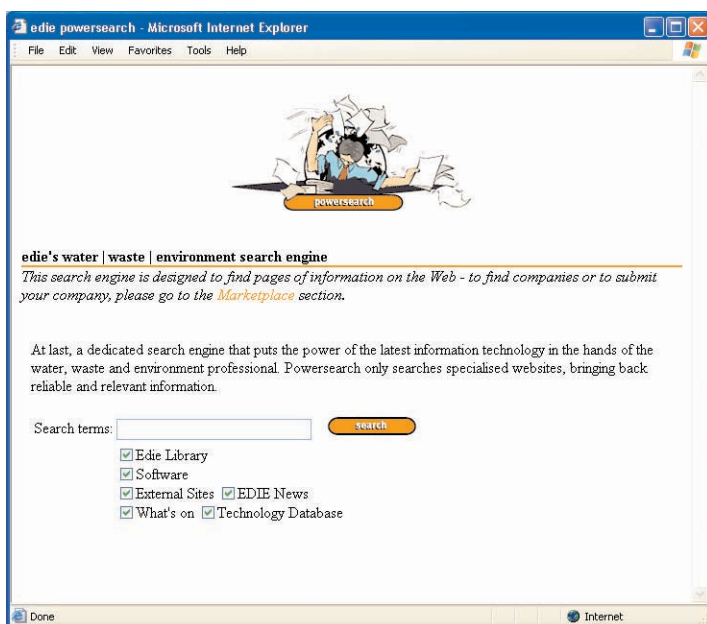 edie powersearch - Microsoft Internet Explorer
File Edit View Favorites Tools Help
powersearch
edie's water | waste | environment search engine
This search engine is designed to find pages of information on the Web - to find companies or to submit
your company, please go to the Marketplace section.
At last, a dedicated search engine that puts the power of the latest information technology in the hands of the
water, waste and environment professional. Powersearch only searches specialised websites, bringing back
reliable and relevant information.
Search terms: search
Edie Library
Software
External Sites EDIE News
What's on Technology Database
Done Internet